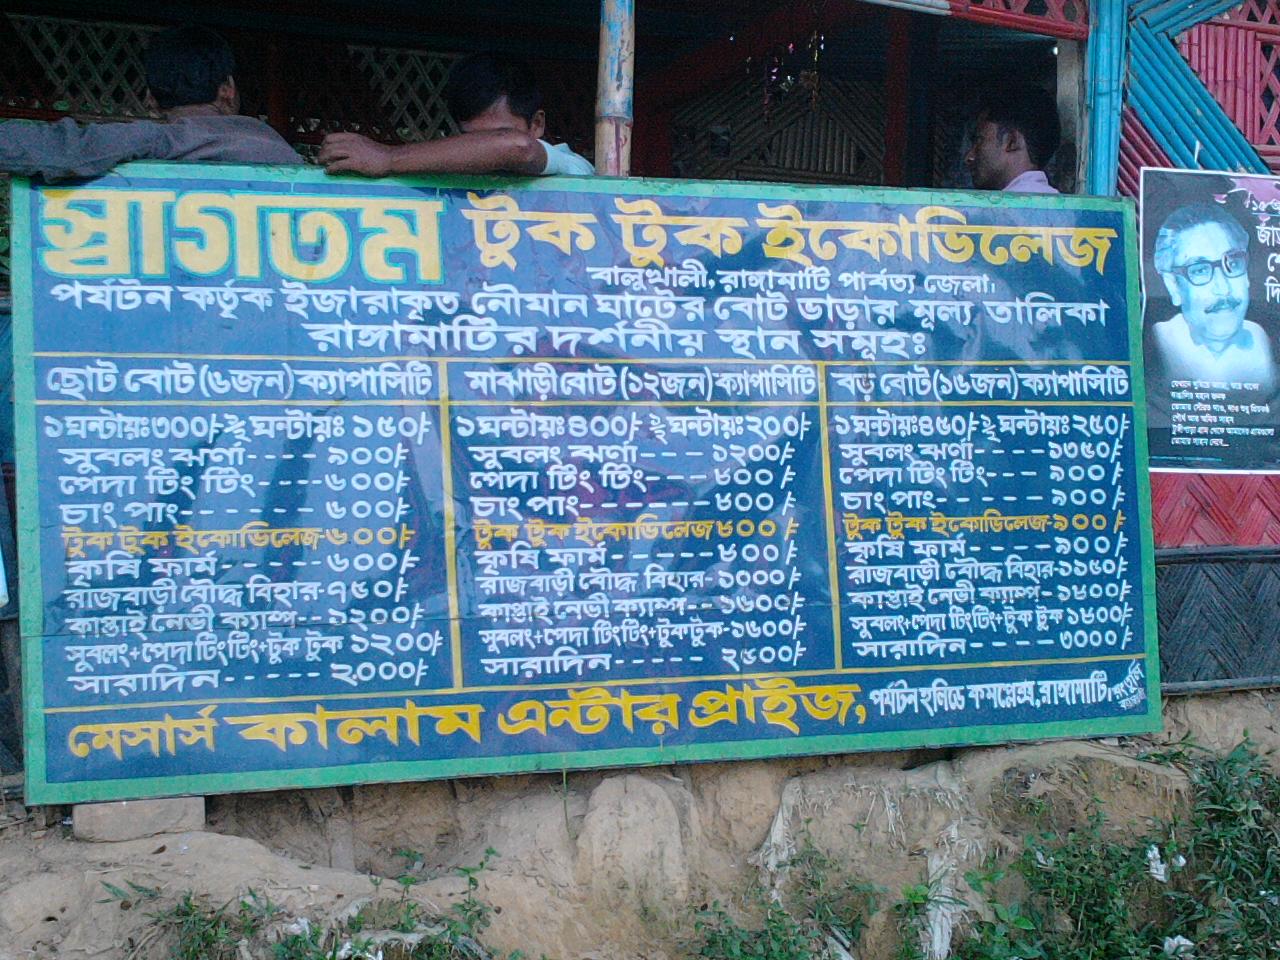 স্বাগতম টুক টুক ইকোভিলেজ
বালুখালী, রাঙ্গামাটি পার্বত্য জেলা।
পর্যটন কর্তৃক ইজারাকৃত নৌযান ঘাটের বোট ভাড়ার মূল্য তালিকা
রাঙ্গামাটির দর্শনীয় স্থান সমূহঃ
ছোট বোট (৬জন) ক্যাপাসিটি
১ঘন্টায়ঃ৩০০/- ½ ঘন্টায়ঃ ১৫০/-
সুবলং ঝর্ণা---- ৯০০/-
পেদা টিং টিং---- ৬০০/-
চাং পাং------- ৬০০/-
টুক টুক ইকোভিলেজ-৬০০/-
কৃষি ফার্ম------৬০০/-
রাজবাড়ী বৌদ্ধ বিহার-৭৫০/-
কাপ্তাই নেভী ক্যাম্প--১২০০/-
সুবলং+পেদা টিংটিং+টুক টুক ১২০০/-
সারাদিন------ ২০০০/-
মাঝাড়ী বোট (১২জন) ক্যাপাসিটি
১ঘন্টায়ঃ৪০০/- ½ ঘন্টায়ঃ২০০/-
সুবলং ঝর্ণা---- ১২০০/-
পেদা টিং টিং---- ৮০০/-
চাং পাং------- ৮০০/-
টুক টুক ইকোভিলেজ ৮০০/-
কৃষি ফার্ম------ ৮০০/-
রাজবাড়ী বৌদ্ধ বিহার-১০০০/-
কাপ্তাই নেভী ক্যাম্প--১৬০০/-
সুবলং+পেদা টিংটিং+টুকটুক-১৬০০/-
সারাদিন------ ২৫০০/-
বড় বোট (১৬জন) ক্যাপাসিটি
১ঘন্টায়ঃ৪৫০/- ½ ঘন্টায়ঃ২৫০/-
সুবলং ঝর্ণা---- ১৩৫০/-
পেদা টিং টিং---- ৯০০/-
চাং পাং------- ৯০০/-
টুক টুক ইকোভিলেজ-৯০০/-
কৃষি ফার্ম-----৯০০/-
রাজবাড়ী বৌদ্ধ বিহার-১১৫০/-
কাপ্তাই নেভী ক্যাম্প-১৮০০/-
সুবলং+পেদা টিংটিং+টুক টুক ১৮০০/-
সারাদিন------ ৩০০০/-
মেসার্স কালাম এন্টার প্রাইজ, পর্যটন হলিডে কমপ্লেক্স, রাঙ্গামাটি।
রংতুলি